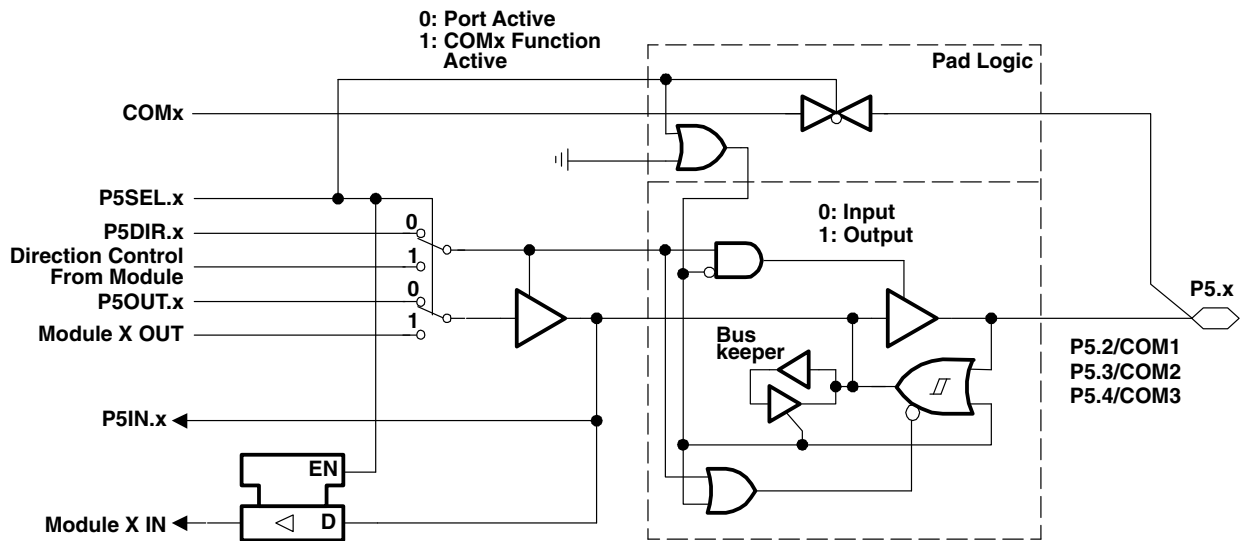 0: Port Active
1: COMx Function
Active
Pad Logic
COMx
P5SEL.x
P5DIR.x
0
Direction Control
From Module
1
P5OUT.x
0
Module X OUT
1
0: Input
1: Output
Bus
keeper
P5.x
P5.2/COM1
P5.3/COM2
P5.4/COM3
P5IN.x
EN
D
Module X IN